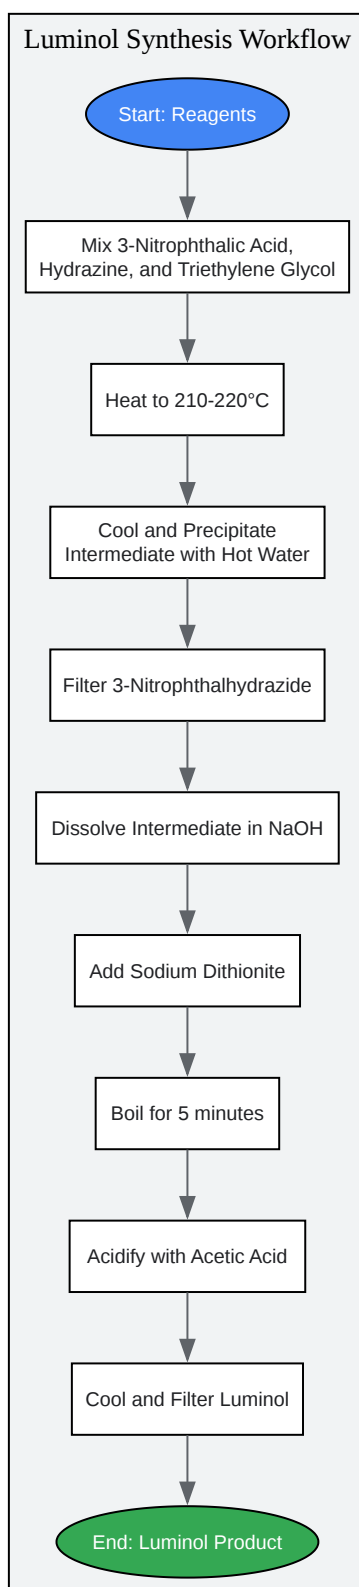 Luminol Synthesis Workflow
Start: Reagents
Mix 3-Nitrophthalic Acid,
Hydrazine, and Triethylene Glycol
Heat to 210-220°C
Cool and Precipitate
Intermediate with Hot Water
Filter 3-Nitrophthalhydrazide
Dissolve Intermediate in NaOH
Add Sodium Dithionite
Boil for 5 minutes
Acidify with Acetic Acid
Cool and Filter Luminol
End: Luminol Product